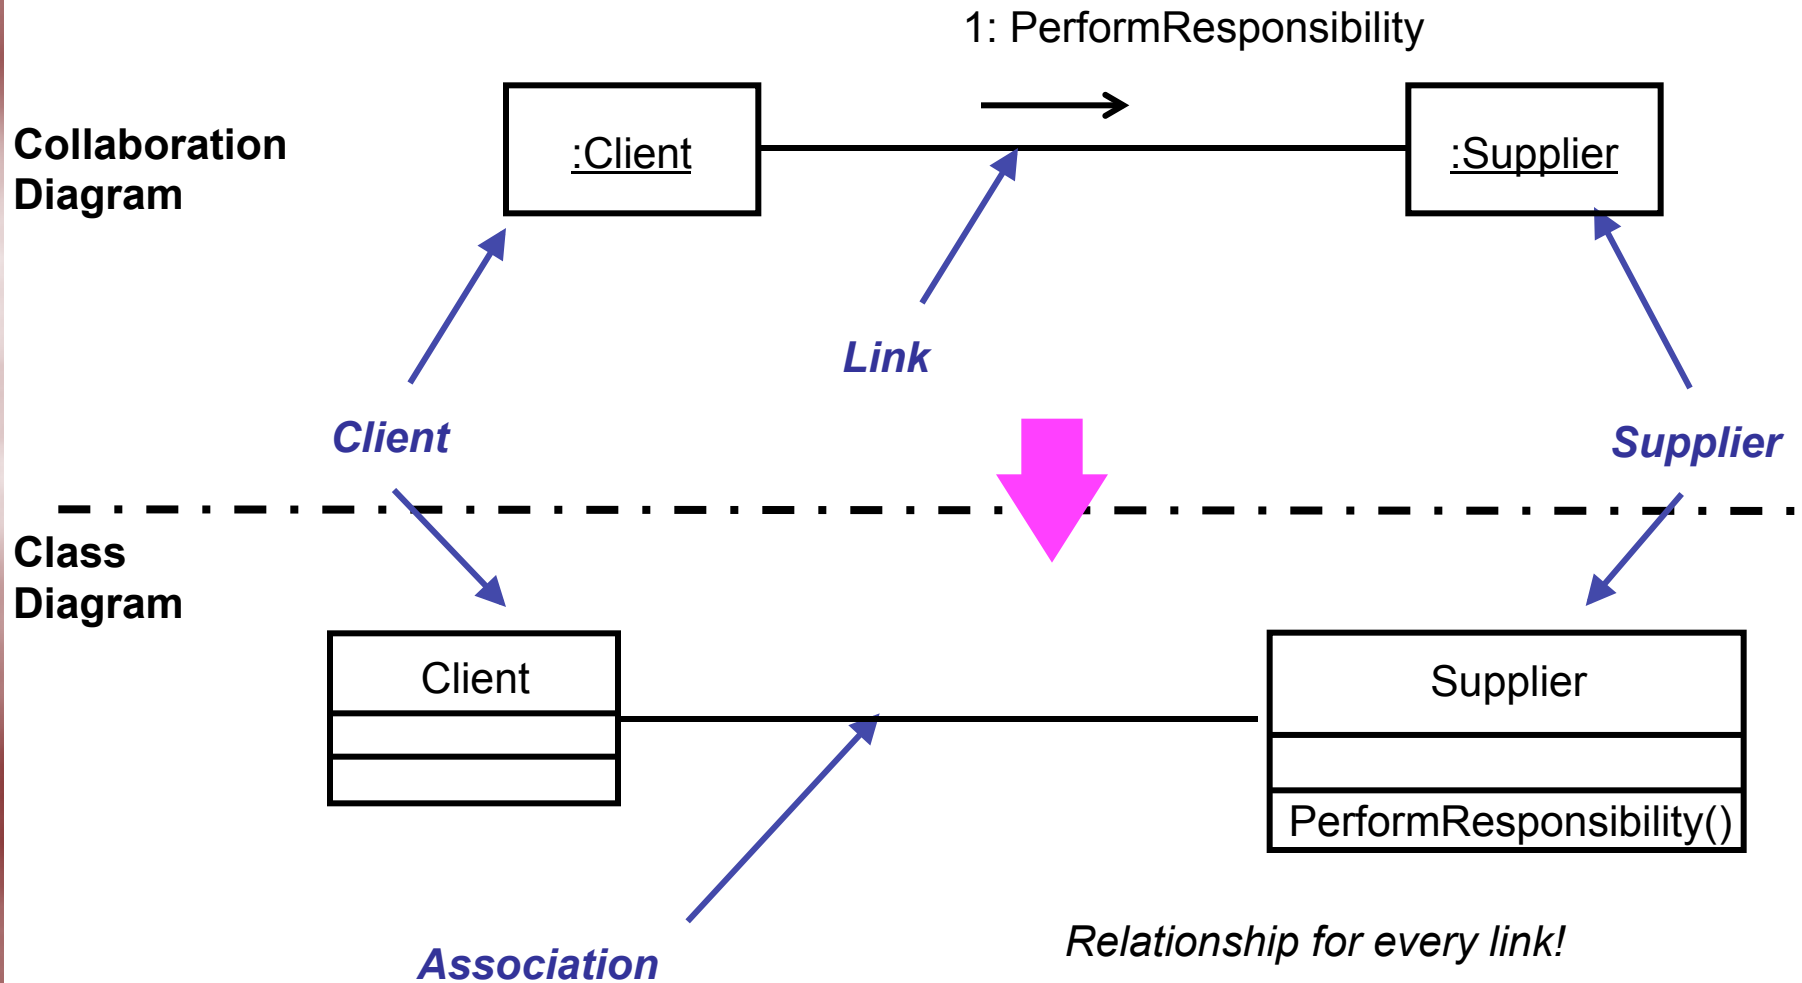 1: PerformResponsibility
Collaboration
Diagram
:Client
:Supplier
Link
Client
Supplier
Class
Diagram
Client
Supplier
PerformResponsibility()
Association
Relationship for every link!